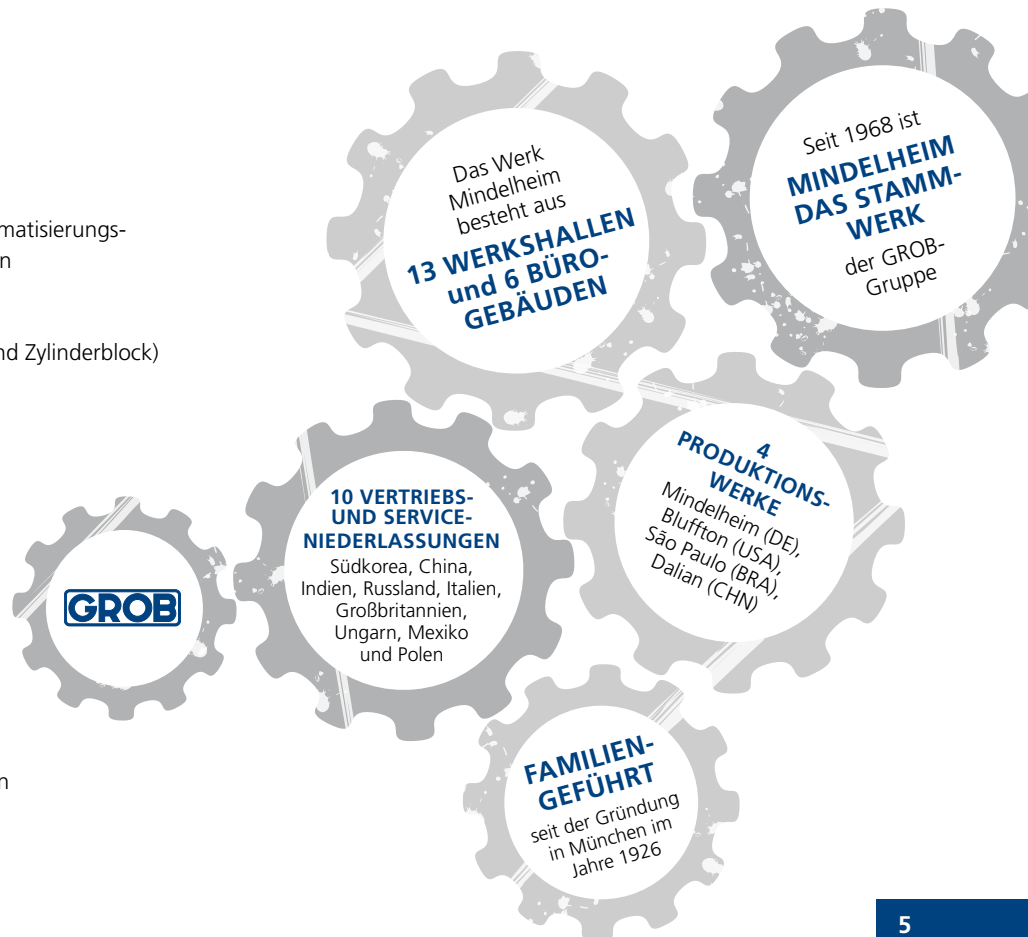 matisierungs-
n
nd Zylinderblock)
n
Das Werk
Mindelheim
besteht aus
13 WERKSHALLEN
und 6 BÜRO-
GEBÄUDEN
Seit 1968 ist
MINDELHEIM
DAS STAMM-
WERK
der GROB-
Gruppe
4
PRODUKTIONS-
WERKE
Mindelheim (DE),
Bluffton (USA),
São Paulo (BRA),
Dalian (CHN)
10 VERTRIEBS-
UND SERVICE-
NIEDERLASSUNGEN
Südkorea, China,
Indien, Russland, Italien,
Großbritannien,
Ungarn, Mexiko
und Polen
GROB
FAMILIEN-
GEFÜHRT
seit der Gründung
in München im
Jahre 1926
5